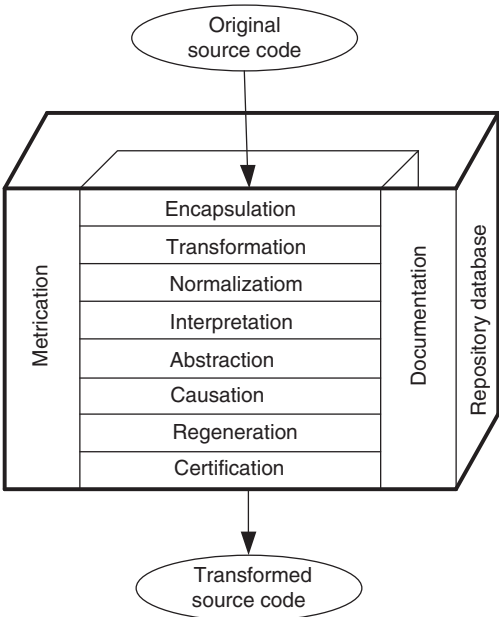 Original
source code
Encapsulation
Transformation
Normalizatiom
Interpretation
Abstraction
Causation
Regeneration
Certification
Metrication
Documentation
Repository database
Transformed
source code